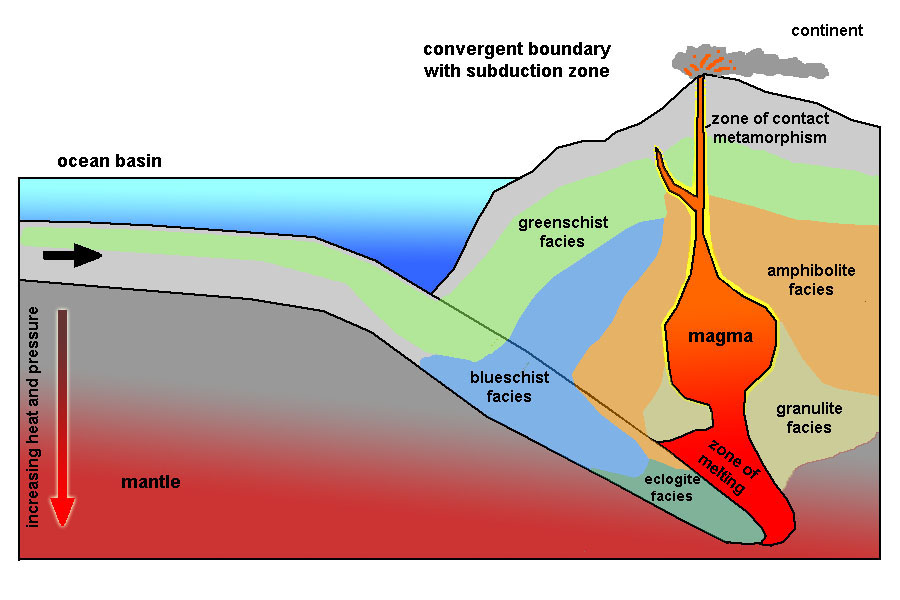 continent
convergent boundary
with subduction zone
zone of contact
metamorphism
ocean basin
greenschist
facies
amphibolite
facies
magma
blueschist
facies
granulite
facies
zone of
melting
eclogite
facies
mantle
increasing heat and pressure